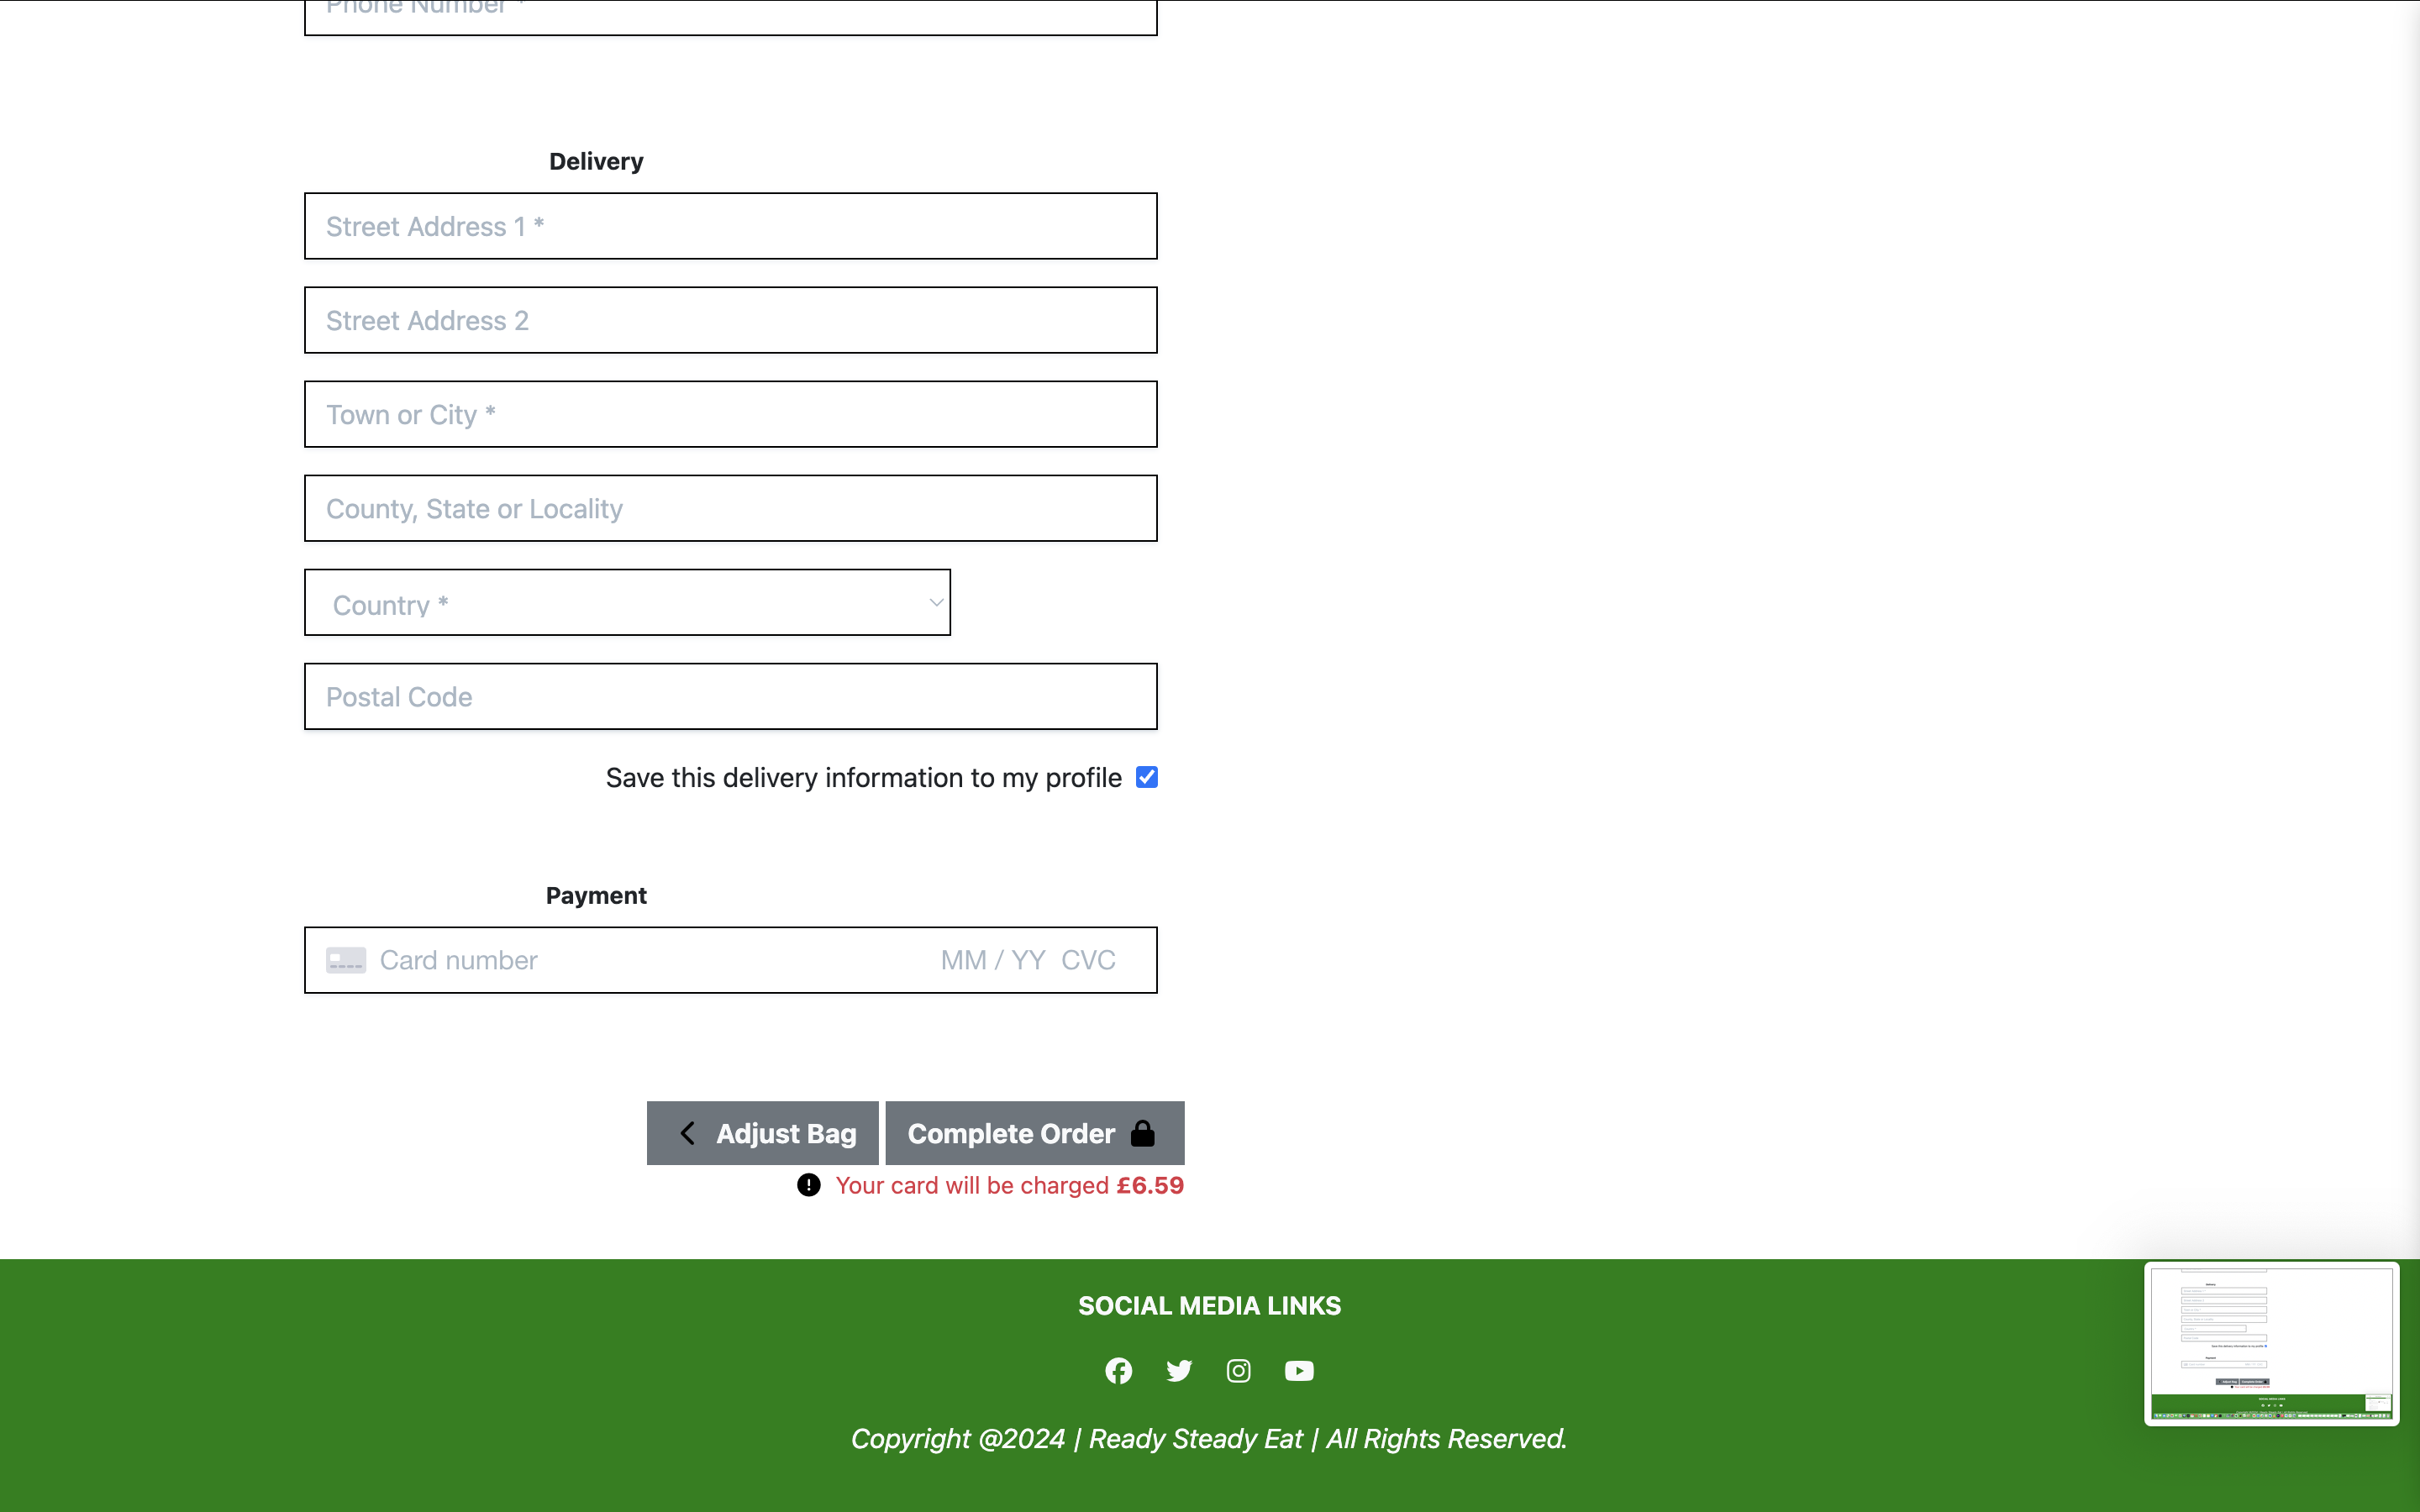 Phone Number *
Delivery
Street Address 1 *
Street Address 2
Town or City *
County, State or Locality
Country *
Postal Code
Save this delivery information to my profile
Payment
Card number MM / YY CVC
Adjust Bag Complete Order
Your card will be charged £6.59
SOCIAL MEDIA LINKS
Copyright @2024 | Ready Steady Eat | All Rights Reserved.